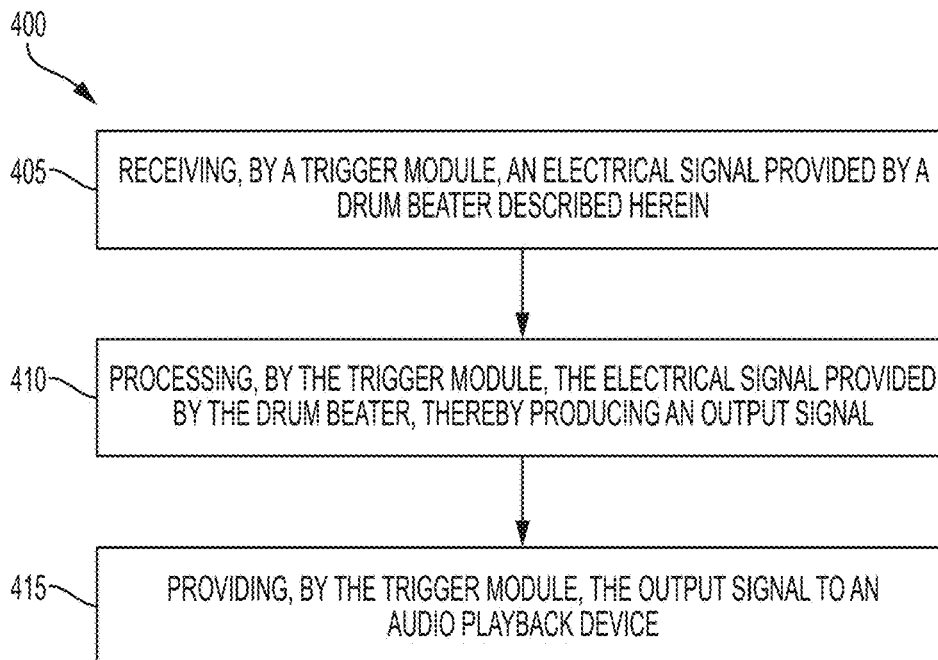 400
405
RECEIVING, BY A TRIGGER MODULE, AN ELECTRICAL SIGNAL PROVIDED BY A
DRUM BEATER DESCRIBED HEREIN
410
PROCESSING, BY THE TRIGGER MODULE, THE ELECTRICAL SIGNAL PROVIDED
BY THE DRUM BEATER, THEREBY PRODUCING AN OUTPUT SIGNAL
415
PROVIDING, BY THE TRIGGER MODULE, THE OUTPUT SIGNAL TO AN
AUDIO PLAYBACK DEVICE